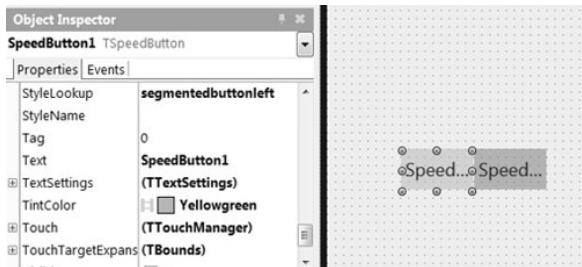 Object Inspector
SpeedButton1 TSpeedButton
Properties Events
StyleLookup segmentedbuttonleft
StyleName
Tag 0
Text SpeedButton1
TextSettings (TTextSettings)
TintColor Yellowgreen
Touch (TTouchManager)
TouchTargetExpans (TBounds)
Speed... Speed...